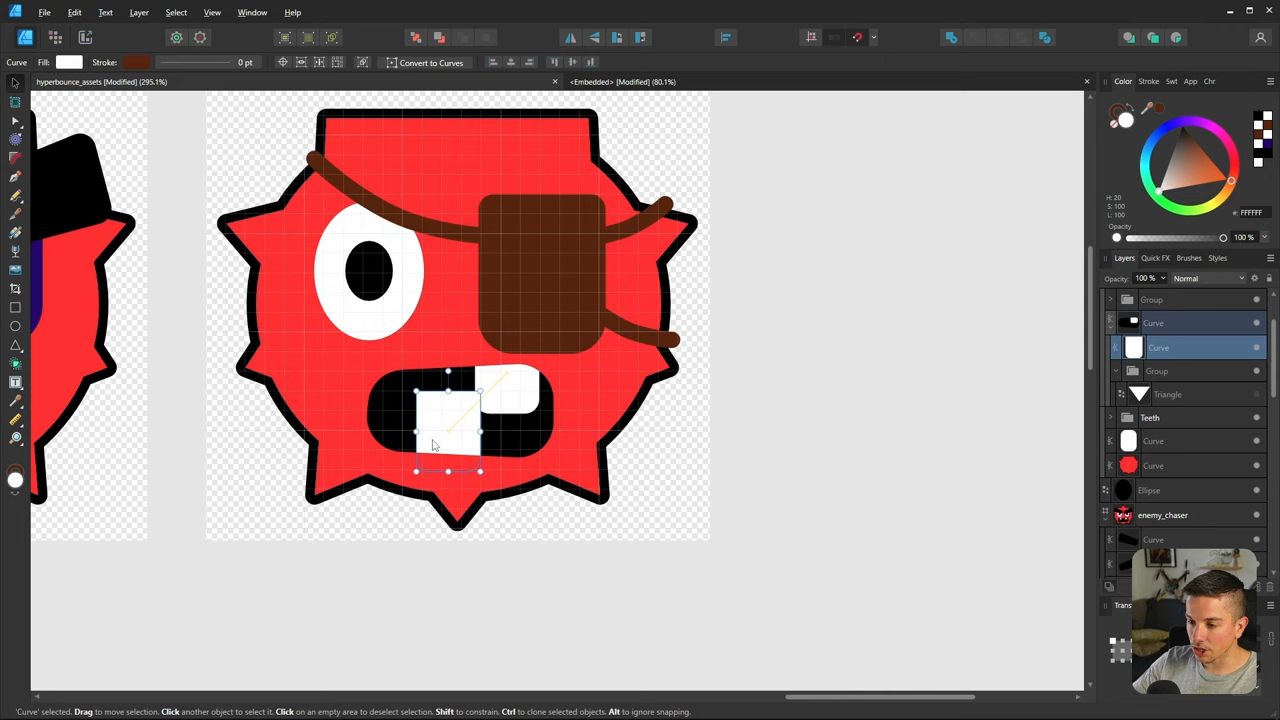 File Edit Text Layer Select View Window Help
Curve Fill: Stroke: 0 pt Convert to Curves
hyperbounce_assets [Modified] (295.1%)
<Embedded> [Modified] (80.1%)
Color Stroke Swt App Chr
H: 20
S: 100
L: 100
#: FFFFFF
Opacity
100 %
Layers Quick FX Brushes Styles
Opacity: 100 % Normal
Group
Curve
Curve
Group
Triangle
Teeth
Curve
Curve
Ellipse
enemy_chaser
Curve
Trans
'Curve' selected. Drag to move selection. Click another object to select it. Click on an empty area to deselect selection. Shift to constrain. Ctrl to clone selected objects. Alt to ignore snapping.